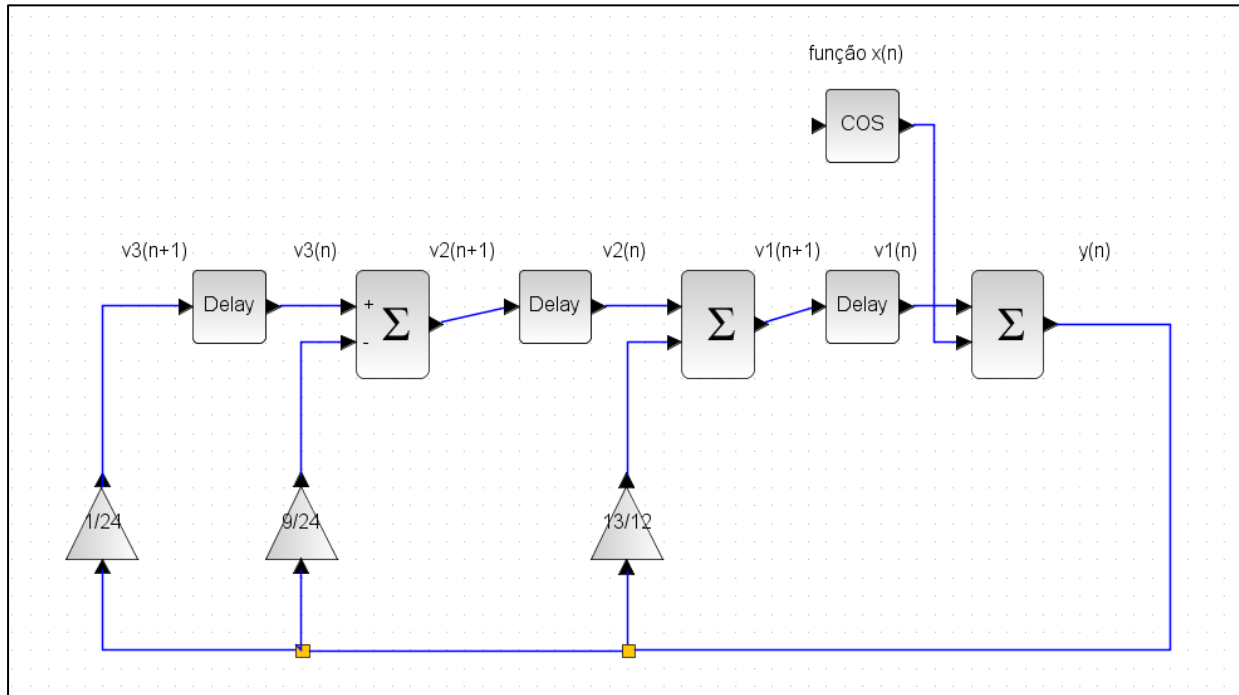 função x(n)
COS
v3(n+1) v3(n) v2(n+1) v2(n) v1(n+1) v1(n) y(n)
Delay + - Σ Delay Σ Delay Σ
1/24 9/24 13/12